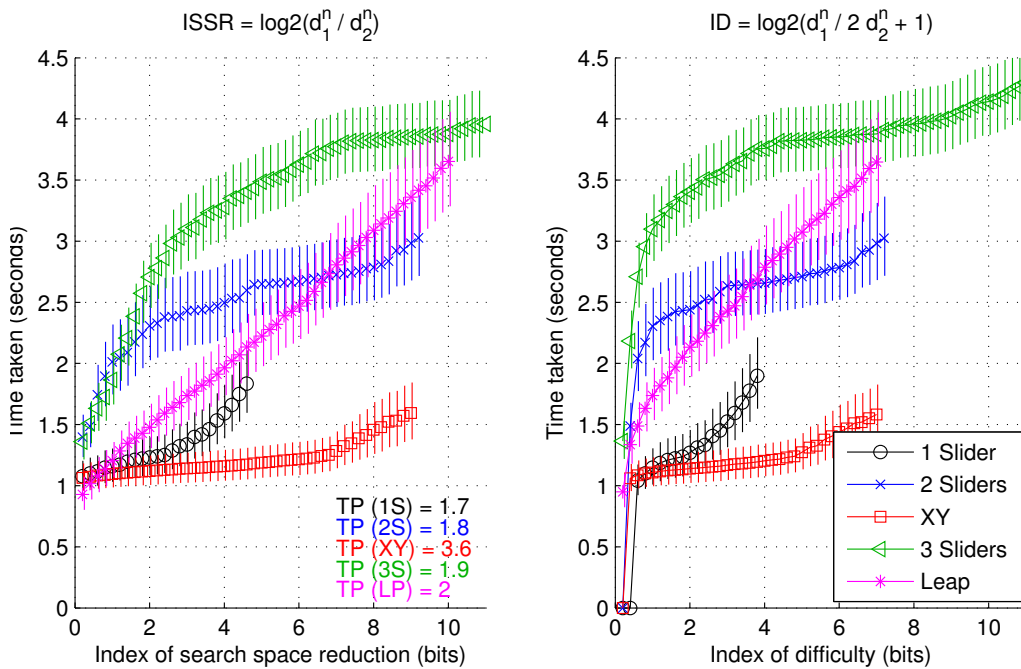 ISSR = log2(d₁ⁿ / d₂ⁿ)
4.5
4
3.5
3
2.5
2
1.5
1
0.5
0
Time taken (seconds)
0 2 4 6 8 10
Index of search space reduction (bits)
TP (1S) = 1.7
TP (2S) = 1.8
TP (XY) = 3.6
TP (3S) = 1.9
TP (LP) = 2
ID = log2(d₁ⁿ / 2 d₂ⁿ + 1)
4.5
4
3.5
3
2.5
2
1.5
1
0.5
0
Time taken (seconds)
0 2 4 6 8 10
Index of difficulty (bits)
1 Slider
2 Sliders
XY
3 Sliders
Leap